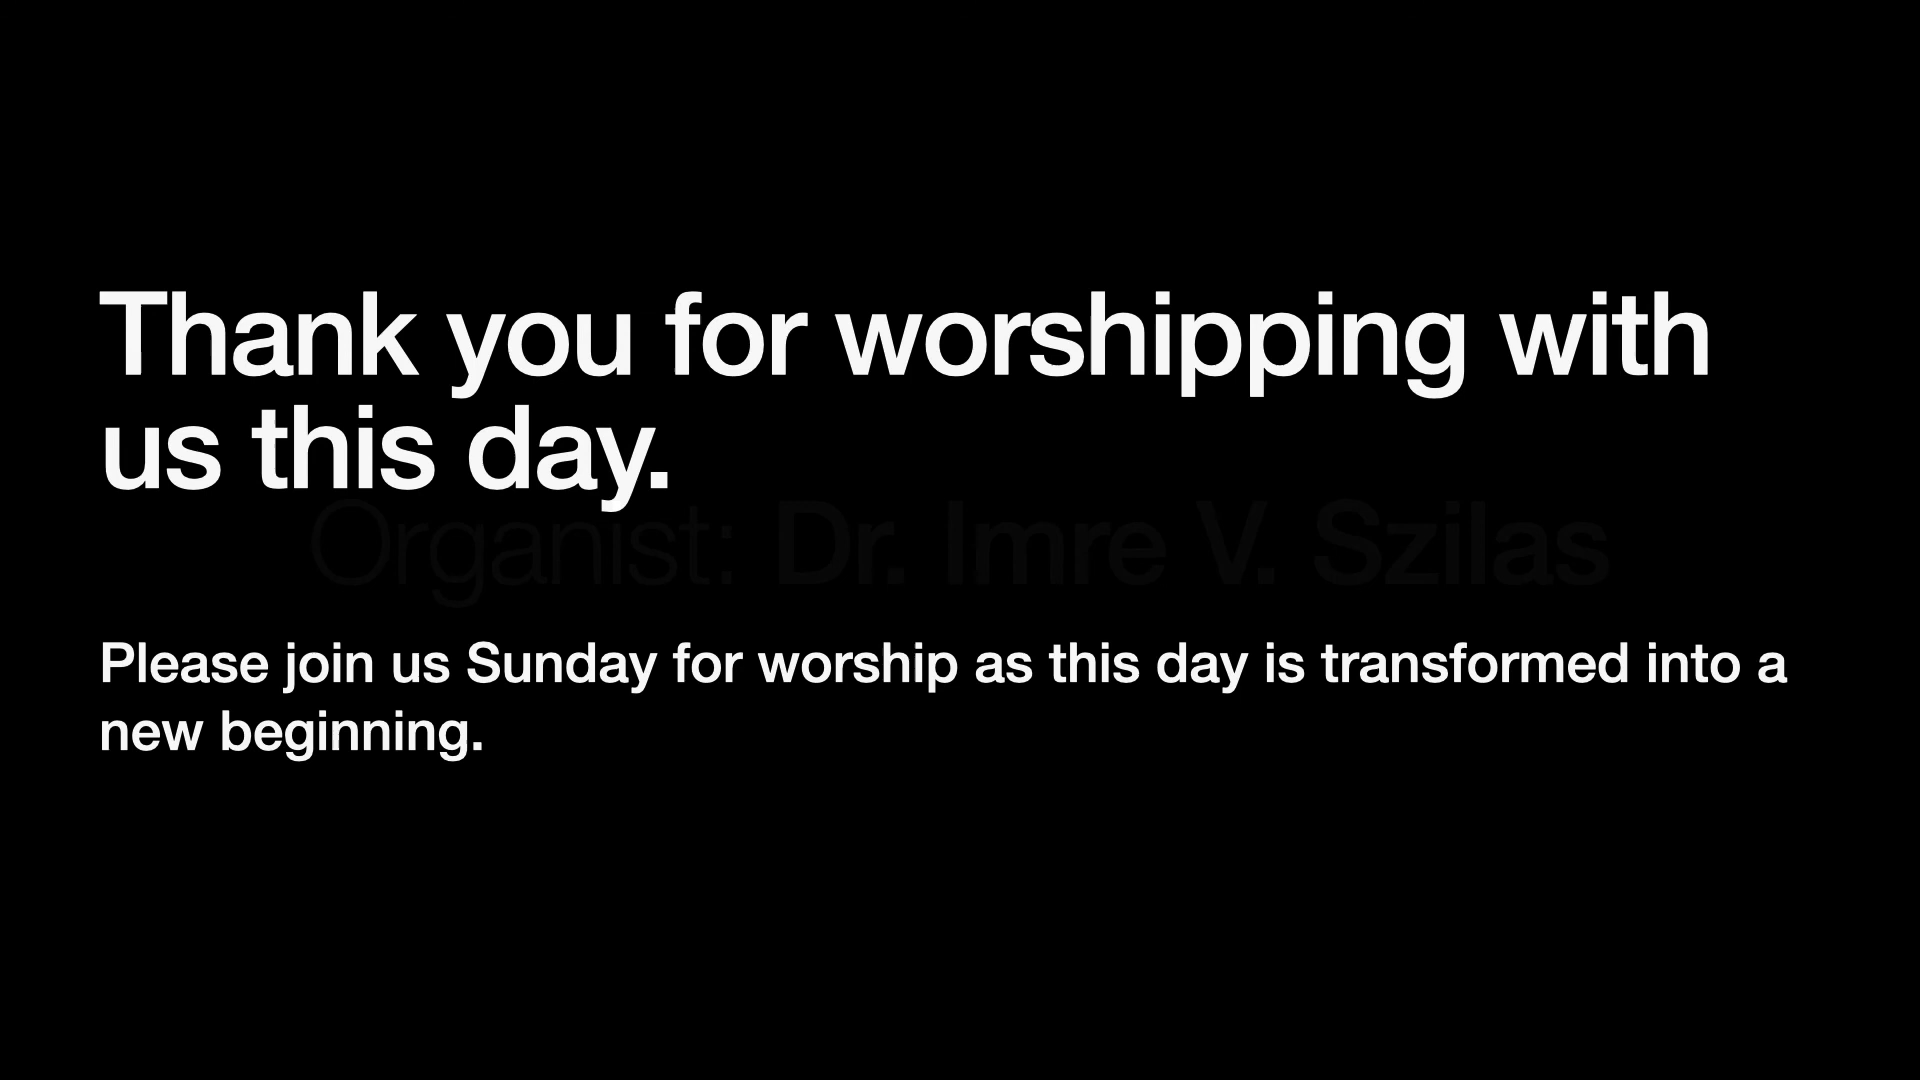 Thank you for worshipping with
us this day.
Organist: Dr. Imre V. Szilas
Please join us Sunday for worship as this day is transformed into a
new beginning.